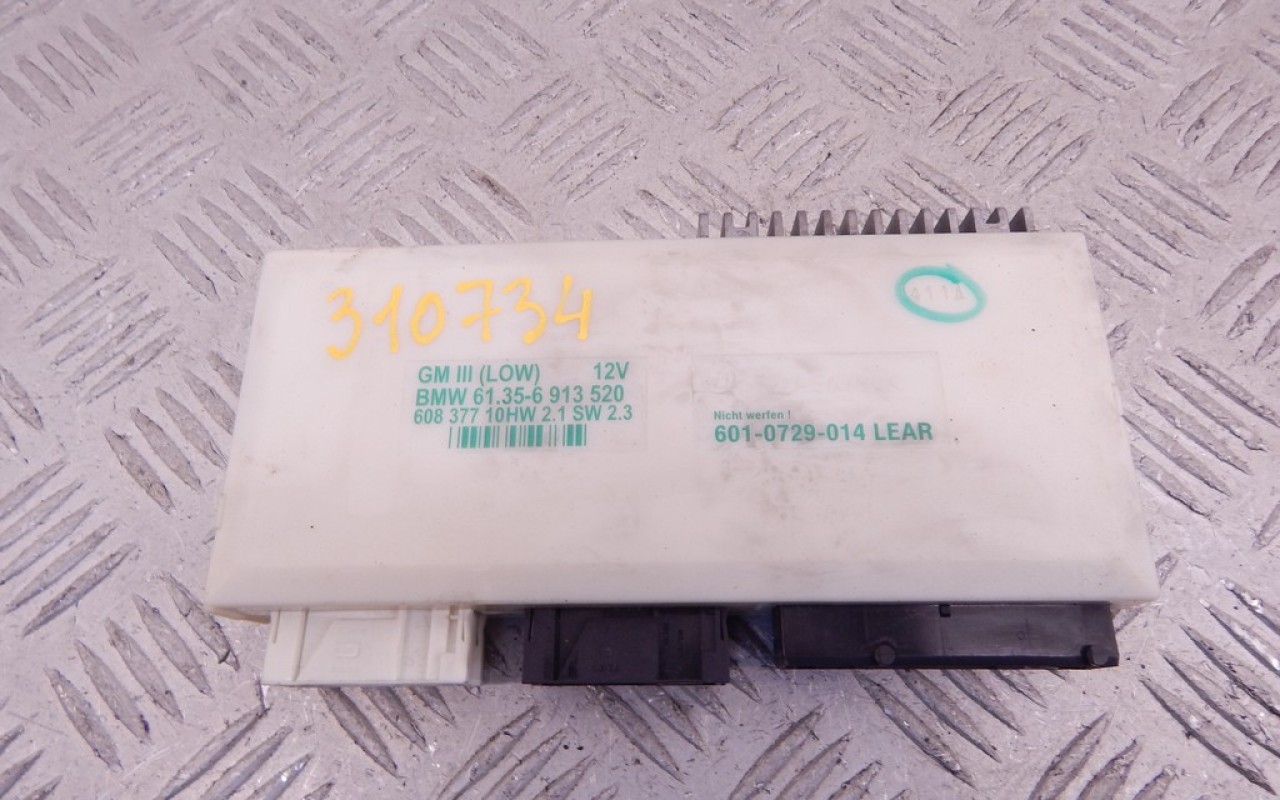 310734
GM III (LOW) 12V
BMW 61.35-6 913 520
608 377 10HW 2.1 SW 2.3
Nicht werfen !
601-0729-014 LEAR